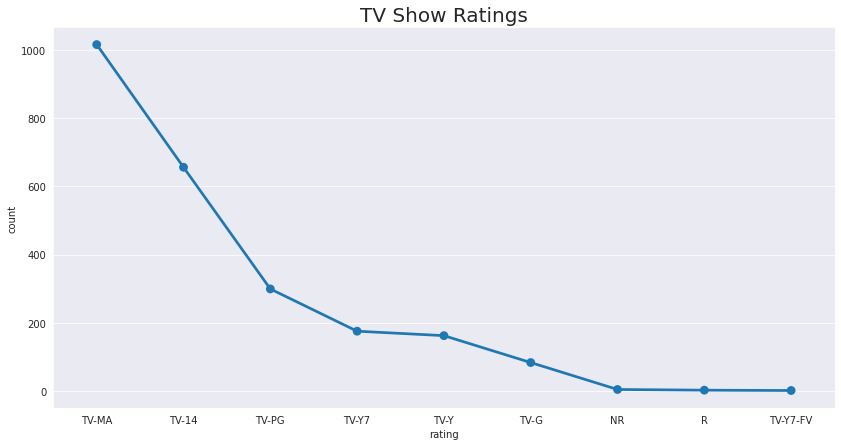 TV Show Ratings
1000
800
600
400
200
0
count
TV-MA TV-14 TV-PG TV-Y7 TV-Y TV-G NR R TV-Y7-FV
rating